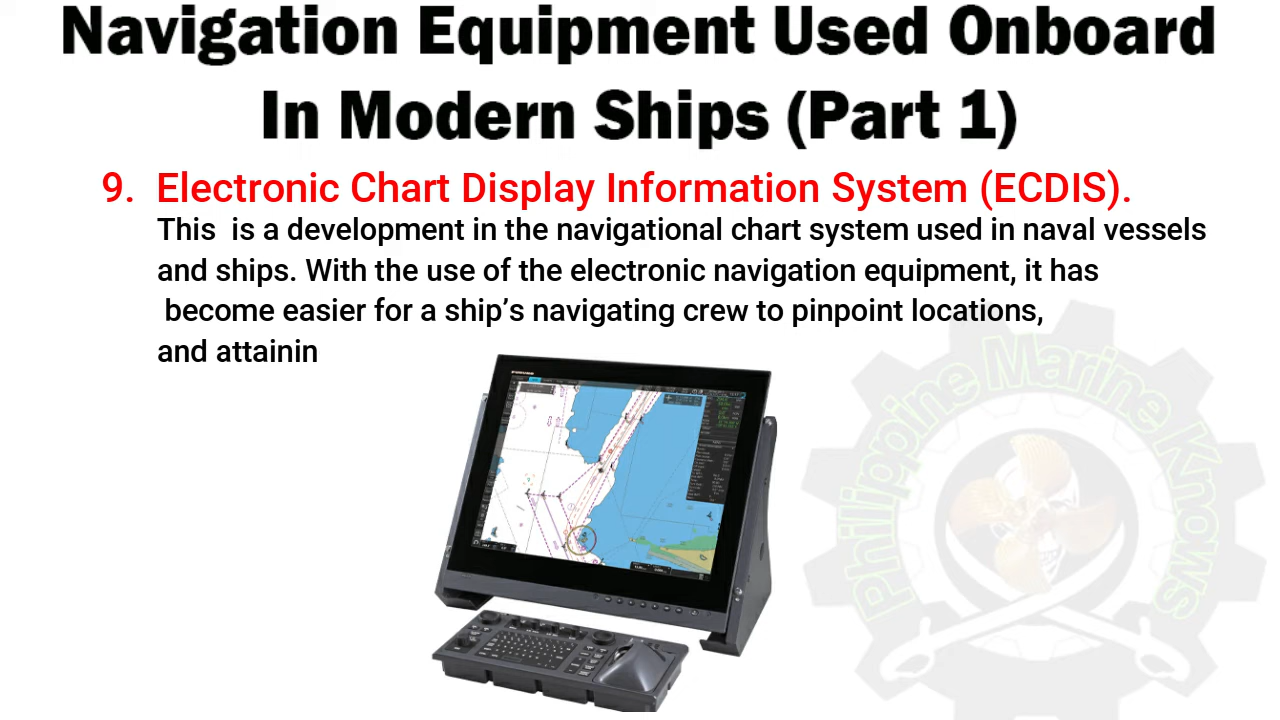 Navigation Equipment Used Onboard
In Modern Ships (Part 1)
9. Electronic Chart Display Information System (ECDIS).
This is a development in the navigational chart system used in naval vessels
and ships. With the use of the electronic navigation equipment, it has
become easier for a ship’s navigating crew to pinpoint locations,
and attainin
FURUNO
Philippine Mariner Knows